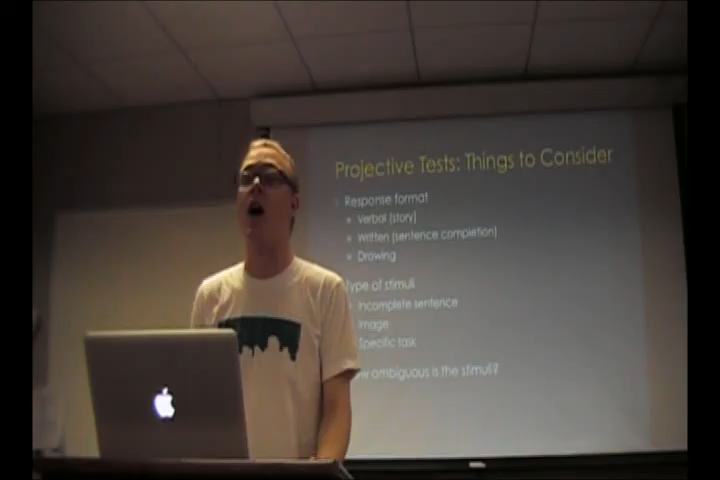 Projective Tests: Things to Consider
Response format
Verbal (story)
Written (sentence completion)
Drawing
Type of stimuli
Incomplete sentence
Image
Specific task
ow ambiguous is the stimuli?